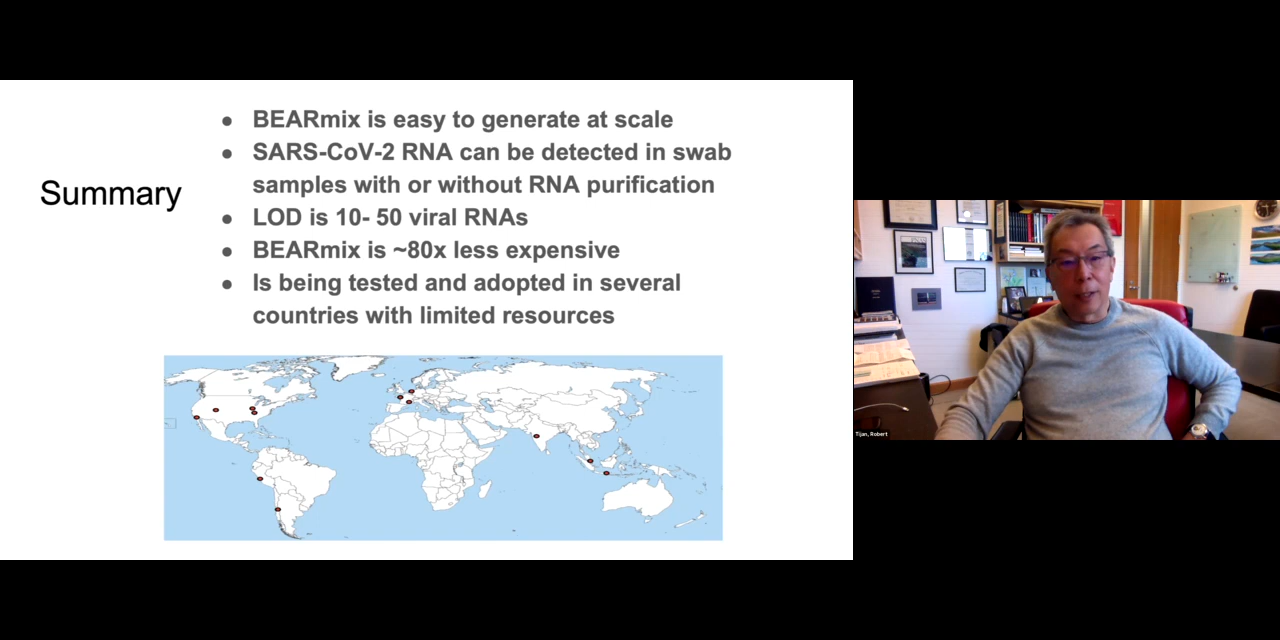 Summary
BEARmix is easy to generate at scale
SARS-CoV-2 RNA can be detected in swab
samples with or without RNA purification
LOD is 10- 50 viral RNAs
BEARmix is ~80x less expensive
Is being tested and adopted in several
countries with limited resources
Tijan, Robert